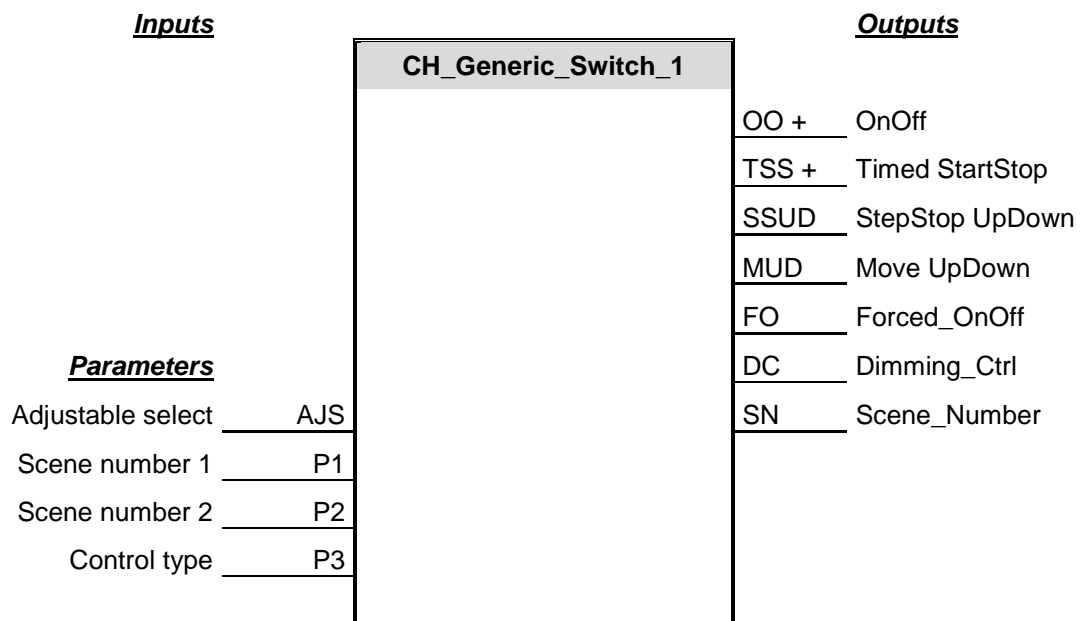 Inputs
Outputs
CH_Generic_Switch_1
OO + OnOff
TSS + Timed StartStop
SSUD StepStop UpDown
MUD Move UpDown
FO Forced_OnOff
Parameters
DC Dimming_Ctrl
Adjustable select AJS
SN Scene_Number
Scene number 1 P1
Scene number 2 P2
Control type P3